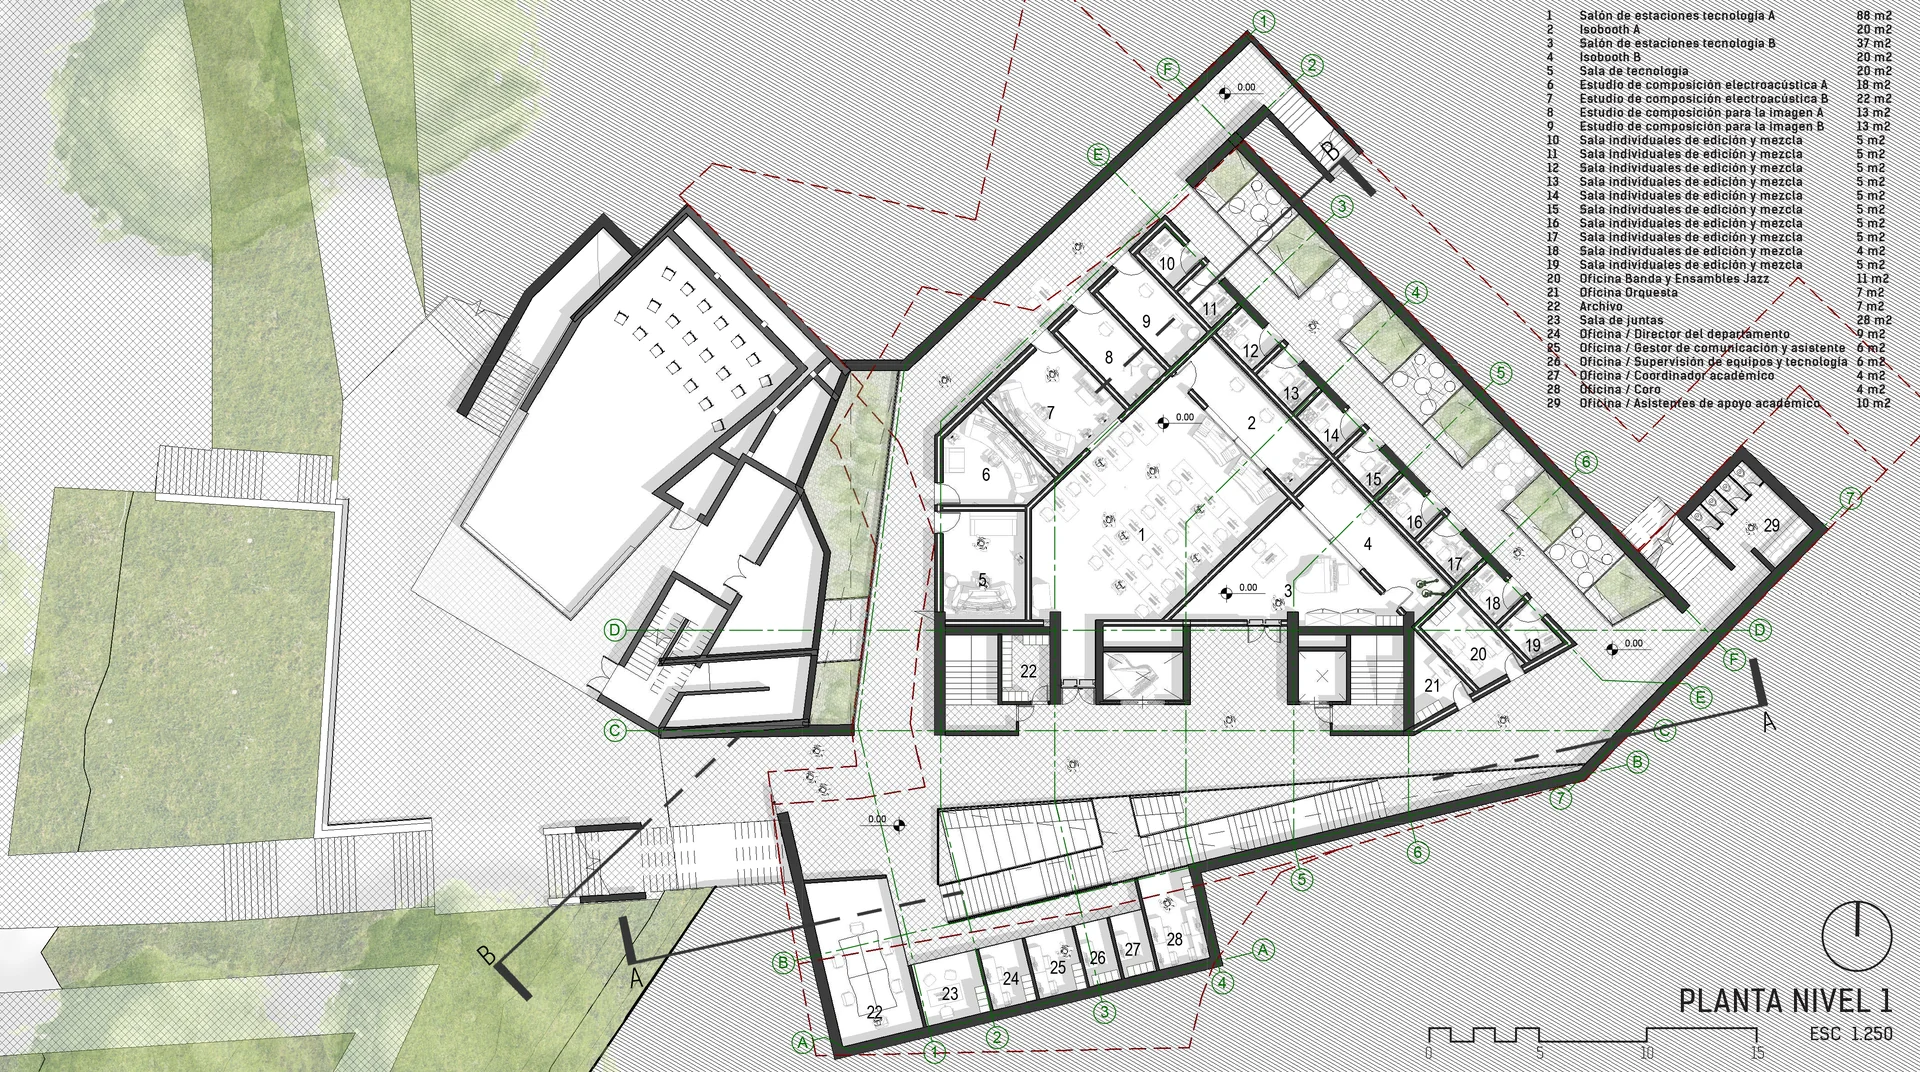 1 Salón de estaciones tecnología A 88 m2
2 Isobooth A 20 m2
3 Salón de estaciones tecnología B 37 m2
4 Isobooth B 20 m2
5 Sala de tecnología 20 m2
6 Estudio de composición electroacústica A 18 m2
7 Estudio de composición electroacústica B 22 m2
8 Estudio de composición para la imagen A 13 m2
9 Estudio de composición para la imagen B 13 m2
10 Sala individuales de edición y mezcla 5 m2
11 Sala individuales de edición y mezcla 5 m2
12 Sala individuales de edición y mezcla 5 m2
13 Sala individuales de edición y mezcla 5 m2
14 Sala individuales de edición y mezcla 5 m2
15 Sala individuales de edición y mezcla 5 m2
16 Sala individuales de edición y mezcla 5 m2
17 Sala individuales de edición y mezcla 5 m2
18 Sala individuales de edición y mezcla 4 m2
19 Sala individuales de edición y mezcla 5 m2
20 Oficina Banda y Ensambles Jazz 11 m2
21 Oficina Orquesta 7 m2
22 Archivo 7 m2
23 Sala de juntas 28 m2
24 Oficina / Director del departamento 9 m2
25 Oficina / Gestor de comunicación y asistente 6 m2
26 Oficina / Supervisión de equipos y tecnología 6 m2
27 Oficina / Coordinador académico 4 m2
28 Oficina / Coro 4 m2
29 Oficina / Asistentes de apoyo académico 10 m2
1
2
F
0.00
B
E
3
10
4
11
9
12
8
5
13
7
0.00
2
14
6
6
15
7
16
29
1
4
17
5
0.00
3
18
D
D
19
0.00
20
F
22
21
E
A
C
C
B
7
0.00
6
5
B
A
B
28
A
27
26
25
24
23
4
22
3
2
A
1
PLANTA NIVEL 1
ESC 1.250
0 5 10 15